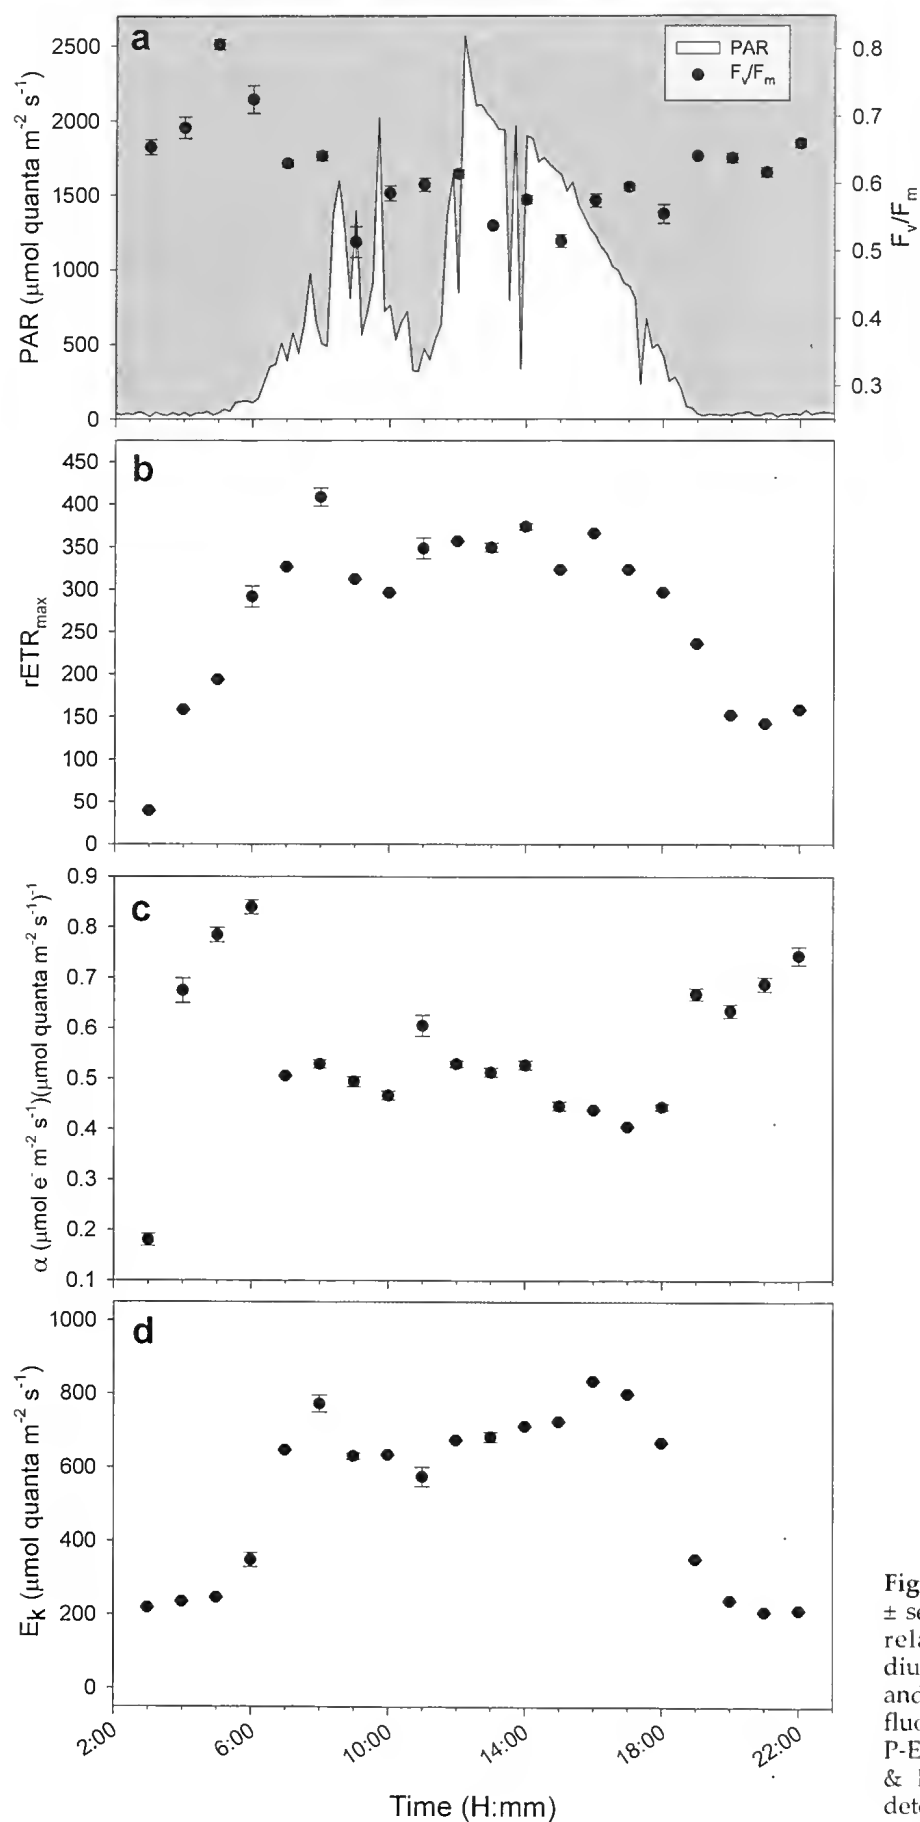 a
PAR
Fᵥ/Fₘ
2500
2000
1500
1000
500
0
PAR (μmol quanta m⁻² s⁻¹)
0.8
0.7
0.6
0.5
0.4
0.3
Fᵥ/Fₘ
b
450
400
350
300
250
200
150
100
50
0
rETRₘₐₓ
c
0.9
0.8
0.7
0.6
0.5
0.4
0.3
0.2
0.1
α (μmol e⁻ m⁻² s⁻¹)(μmol quanta m⁻² s⁻¹)⁻¹
d
1000
800
600
400
200
0
Eₖ (μmol quanta m⁻² s⁻¹)
2:00 6:00 10:00 14:00 18:00 22:00
Time (H:mm)
Fig
± se
rela
diu
and
fluo
P-E
&
dete